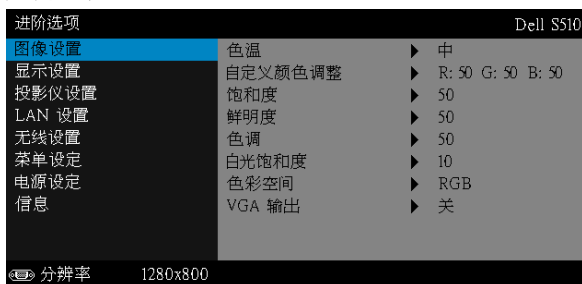 进阶选项 Dell S510
图像设置 色温 中
显示设置 自定义颜色调整 R: 50 G: 50 B: 50
投影仪设置 饱和度 50
LAN 设置 鲜明度 50
无线设置 色调 50
菜单设定 白光饱和度 10
电源设定 色彩空间 RGB
信息 VGA 输出 关
分辨率 1280x800